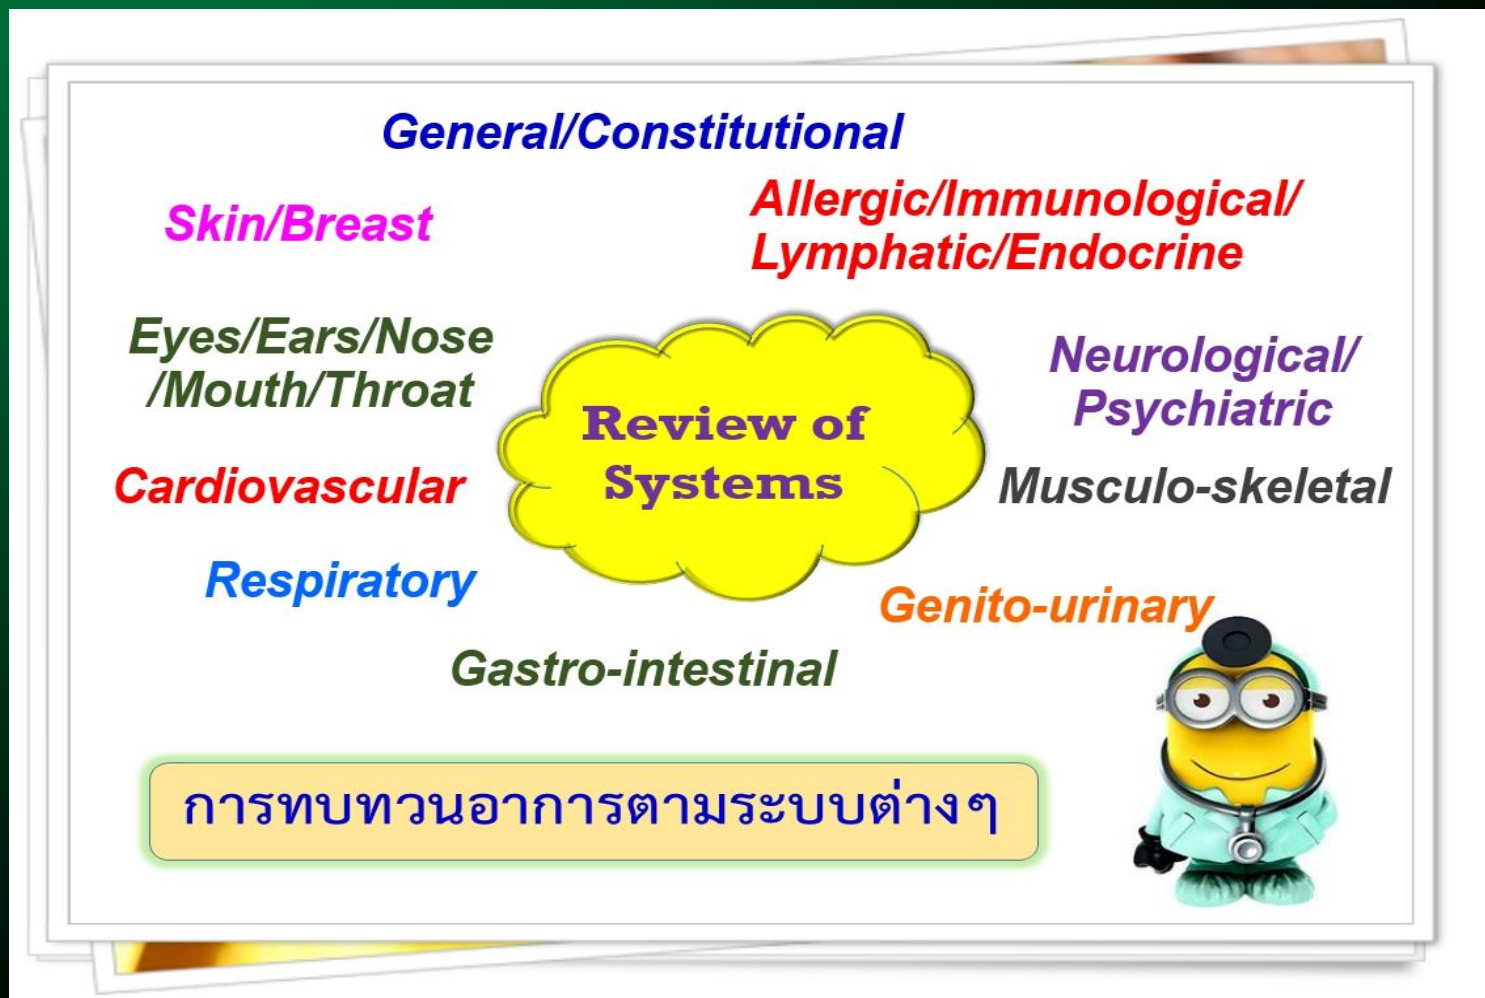 General/Constitutional
Skin/Breast
Allergic/Immunological/
Lymphatic/Endocrine
Eyes/Ears/Nose
/Mouth/Throat
Review of
Systems
Neurological/
Psychiatric
Cardiovascular
Musculo-skeletal
Respiratory
Genito-urinary
Gastro-intestinal
การทบทวนอาการตามระบบต่างๆ